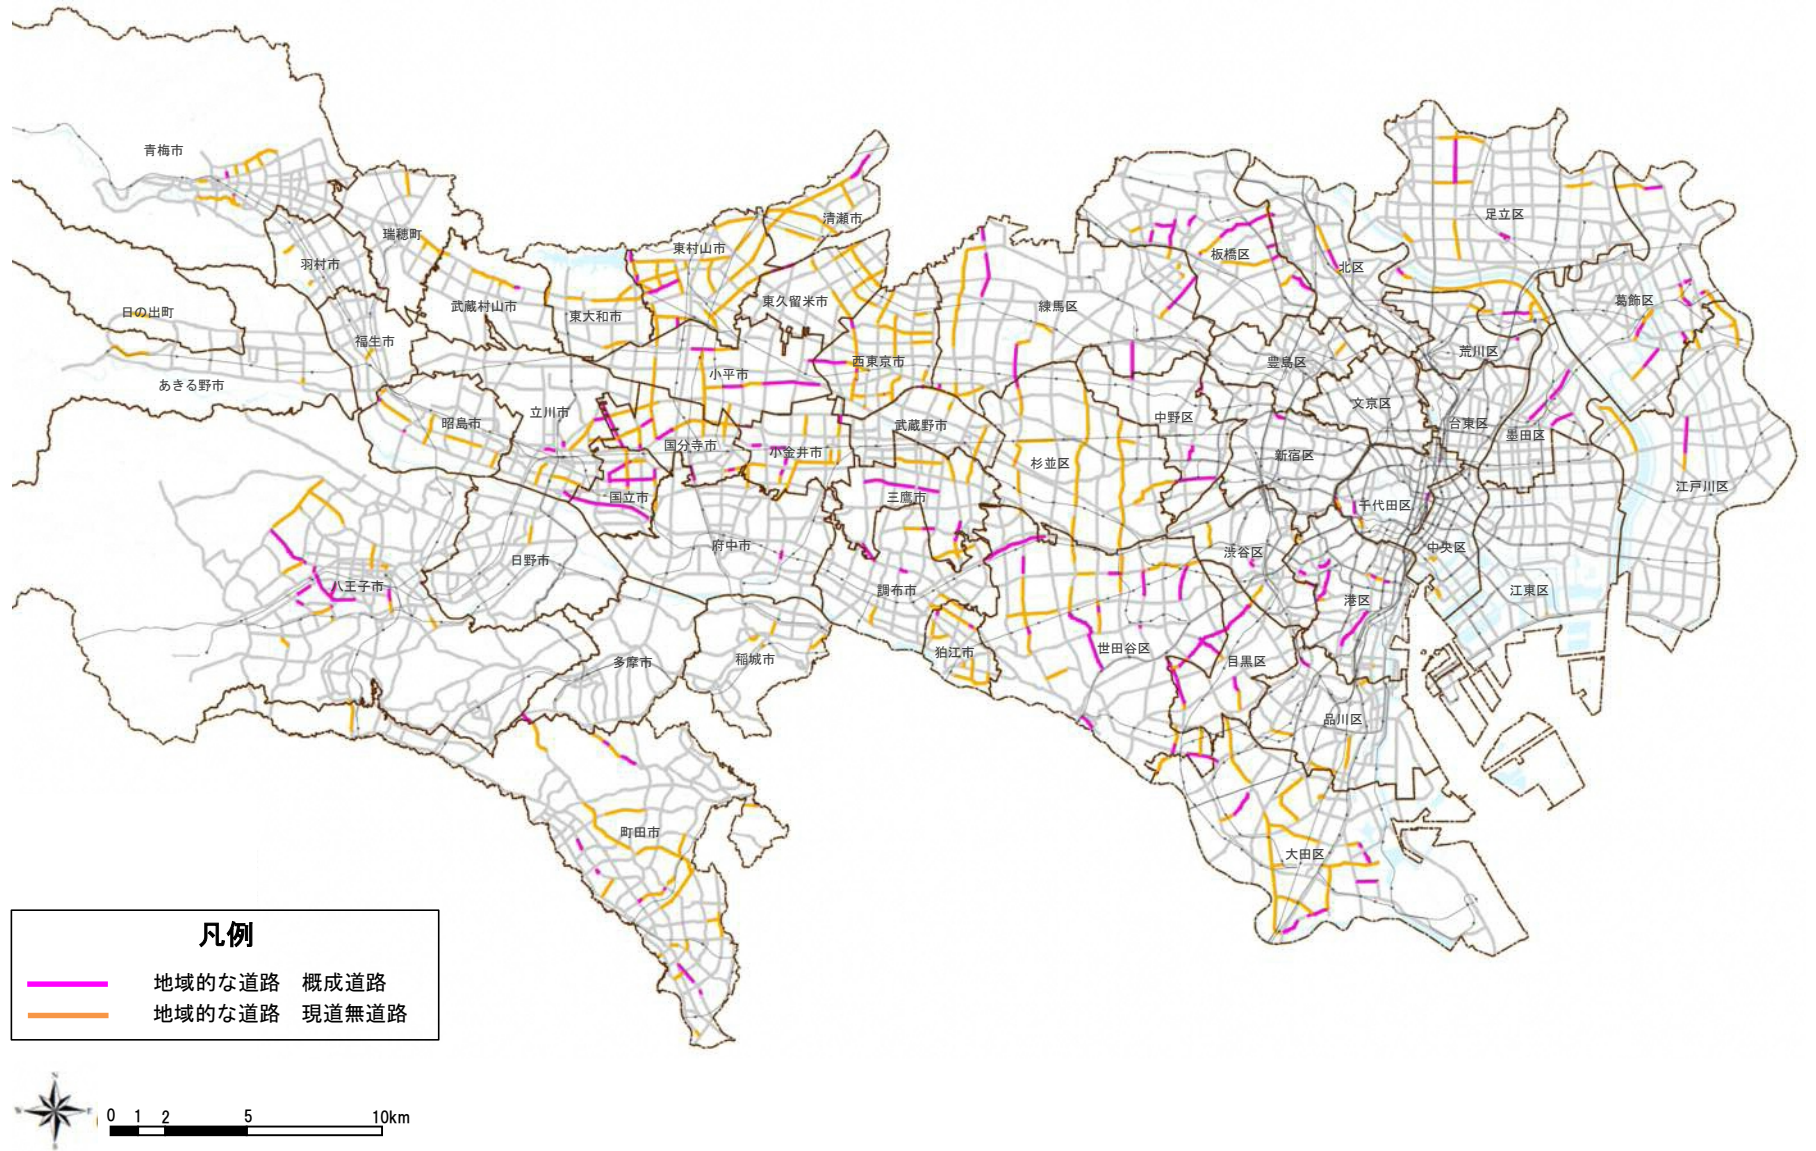 青梅市
瑞穂町
羽村市
日の出町
福生市
あきる野市
武蔵村山市
東大和市
東村山市
清瀬市
東久留米市
西東京市
小平市
立川市
昭島市
国分寺市
小金井市
武蔵野市
国立市
三鷹市
府中市
調布市
狛江市
日野市
八王子市
多摩市
稲城市
町田市
練馬区
板橋区
北区
足立区
葛飾区
荒川区
豊島区
文京区
台東区
墨田区
中野区
新宿区
杉並区
千代田区
中央区
江東区
江戸川区
渋谷区
港区
世田谷区
目黒区
品川区
大田区
凡例
地域的な道路 概成道路
地域的な道路 現道無道路
N
W
E
S
0 1 2 5 10km